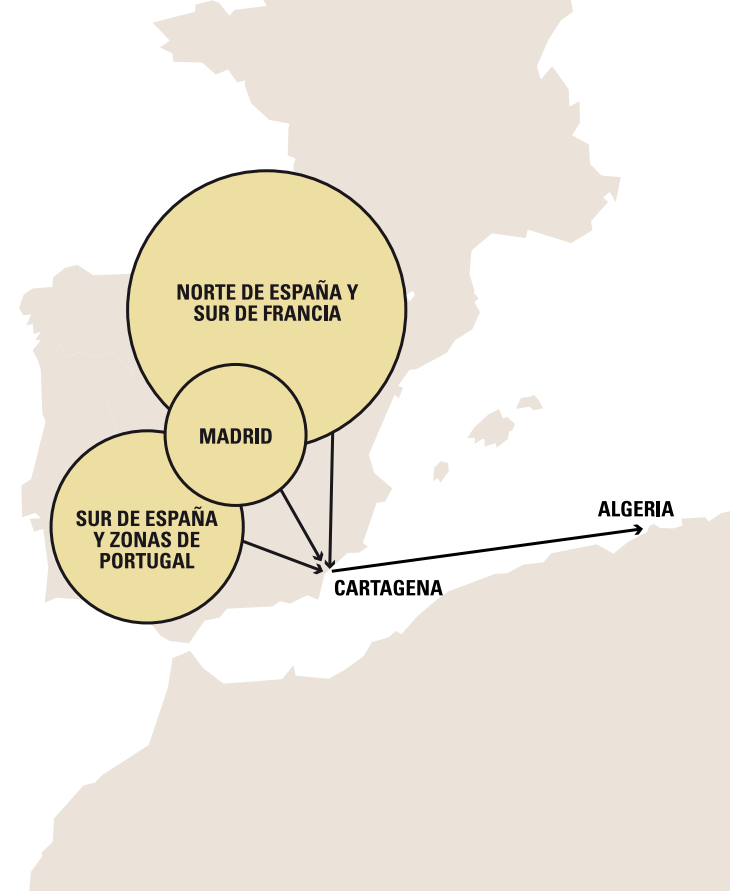 NORTE DE ESPAÑA Y
SUR DE FRANCIA
MADRID
SUR DE ESPAÑA
Y ZONAS DE
PORTUGAL
ALGERIA
CARTAGENA